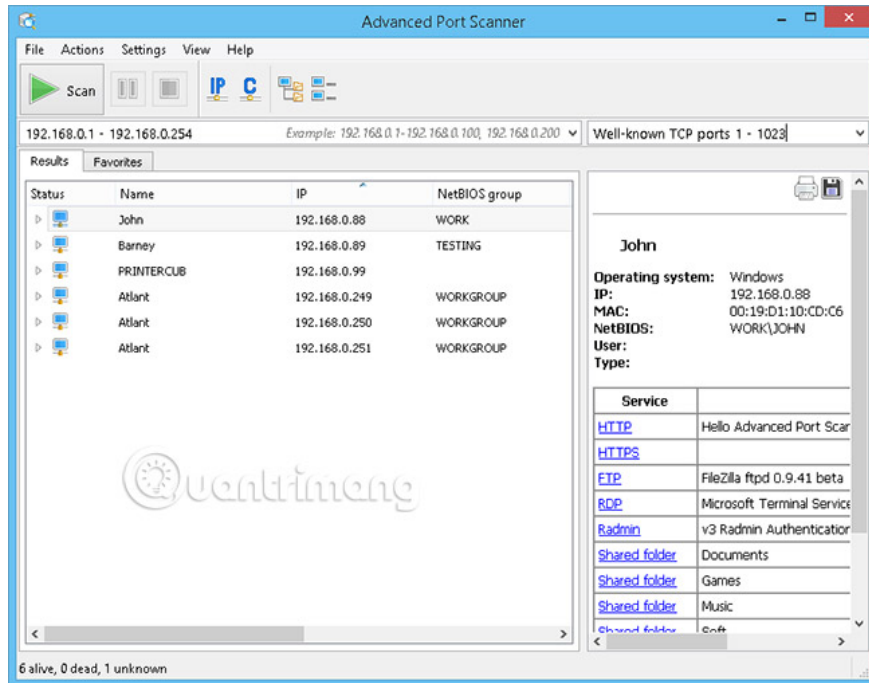 Advanced Port Scanner
File Actions Settings View Help
Scan IP C
192.168.0.1 - 192.168.0.254 Example: 192.168.0.1-192.168.0.100, 192.168.0.200 Well-known TCP ports 1 - 1023
Results Favorites
Status Name IP NetBIOS group
John 192.168.0.88 WORK
Barney 192.168.0.89 TESTING
PRINTERCUB 192.168.0.99
Atlant 192.168.0.249 WORKGROUP
Atlant 192.168.0.250 WORKGROUP
Atlant 192.168.0.251 WORKGROUP
Quantrimang
John
Operating system: Windows
IP: 192.168.0.88
MAC: 00:19:D1:10:CD:C6
NetBIOS: WORK\JOHN
User:
Type:
Service
HTTP Hello Advanced Port Scar
HTTPS
FTP FileZilla ftpd 0.9.41 beta
RDP Microsoft Terminal Service
Radmin v3 Radmin Authentication
Shared folder Documents
Shared folder Games
Shared folder Music
Shared folder Soft
6 alive, 0 dead, 1 unknown